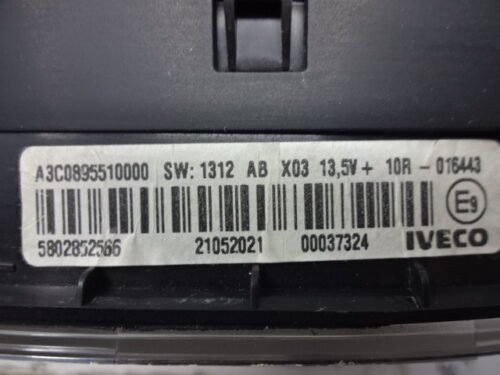 A3C0895510000 SW: 1312 AB X03 13,5V+ 10R - 016443
E9
5802852566 21052021 00037324 IVECO